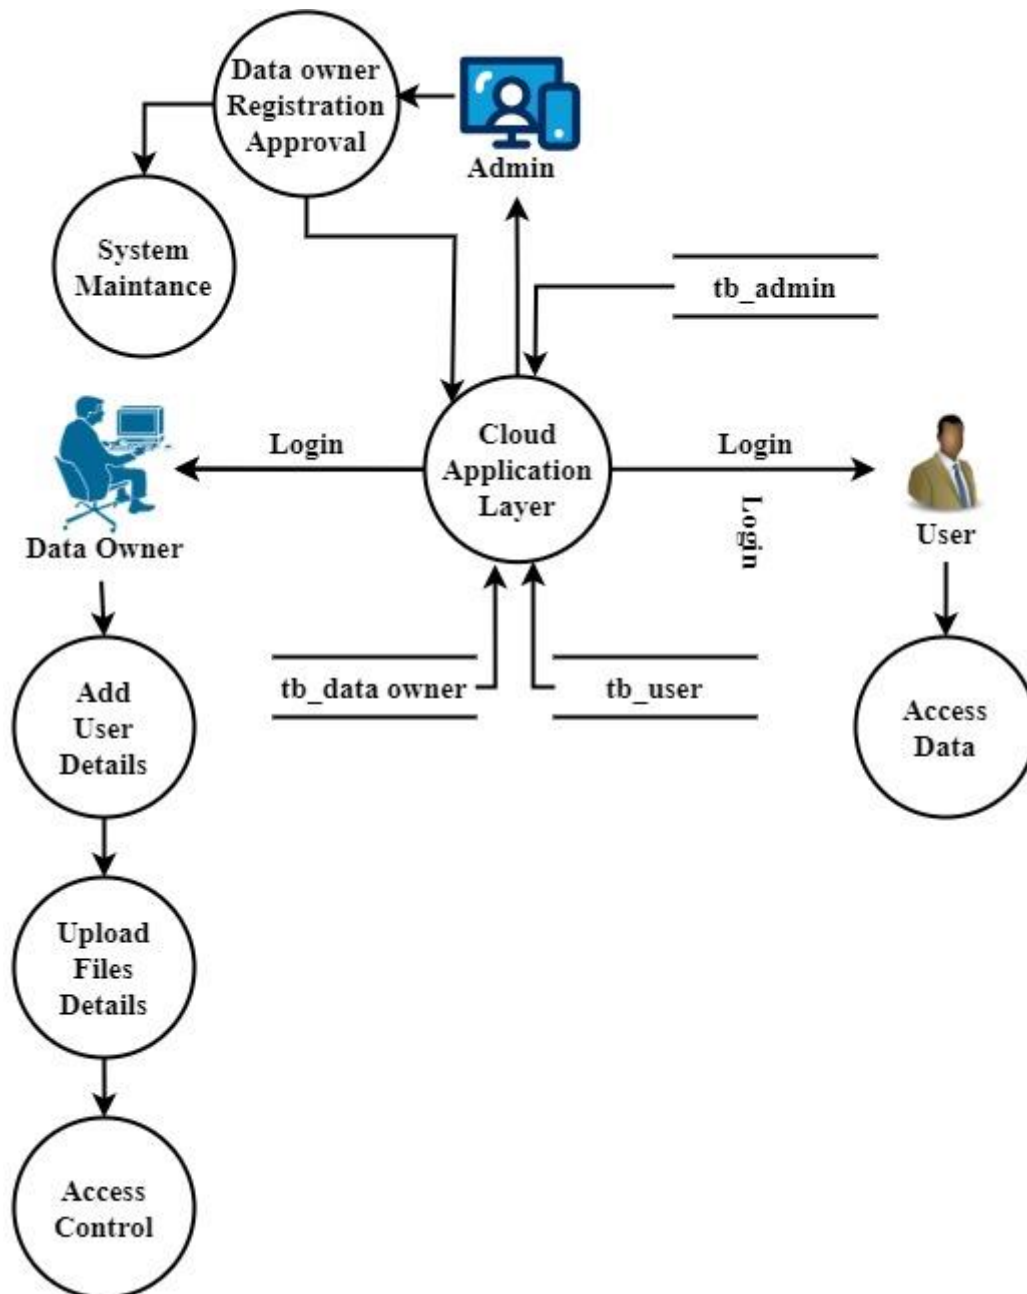 Data owner
Registration
Approval
Admin
System
Maintance
tb_admin
Login
Cloud
Application
Layer
Login
Login
Data Owner
User
tb_data owner
tb_user
Add
User
Details
Access
Data
Upload
Files
Details
Access
Control